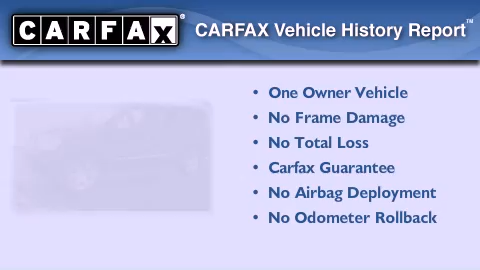 CARFAX® CARFAX Vehicle History Report™
• One Owner Vehicle
• No Frame Damage
• No Total Loss
• Carfax Guarantee
• No Airbag Deployment
• No Odometer Rollback